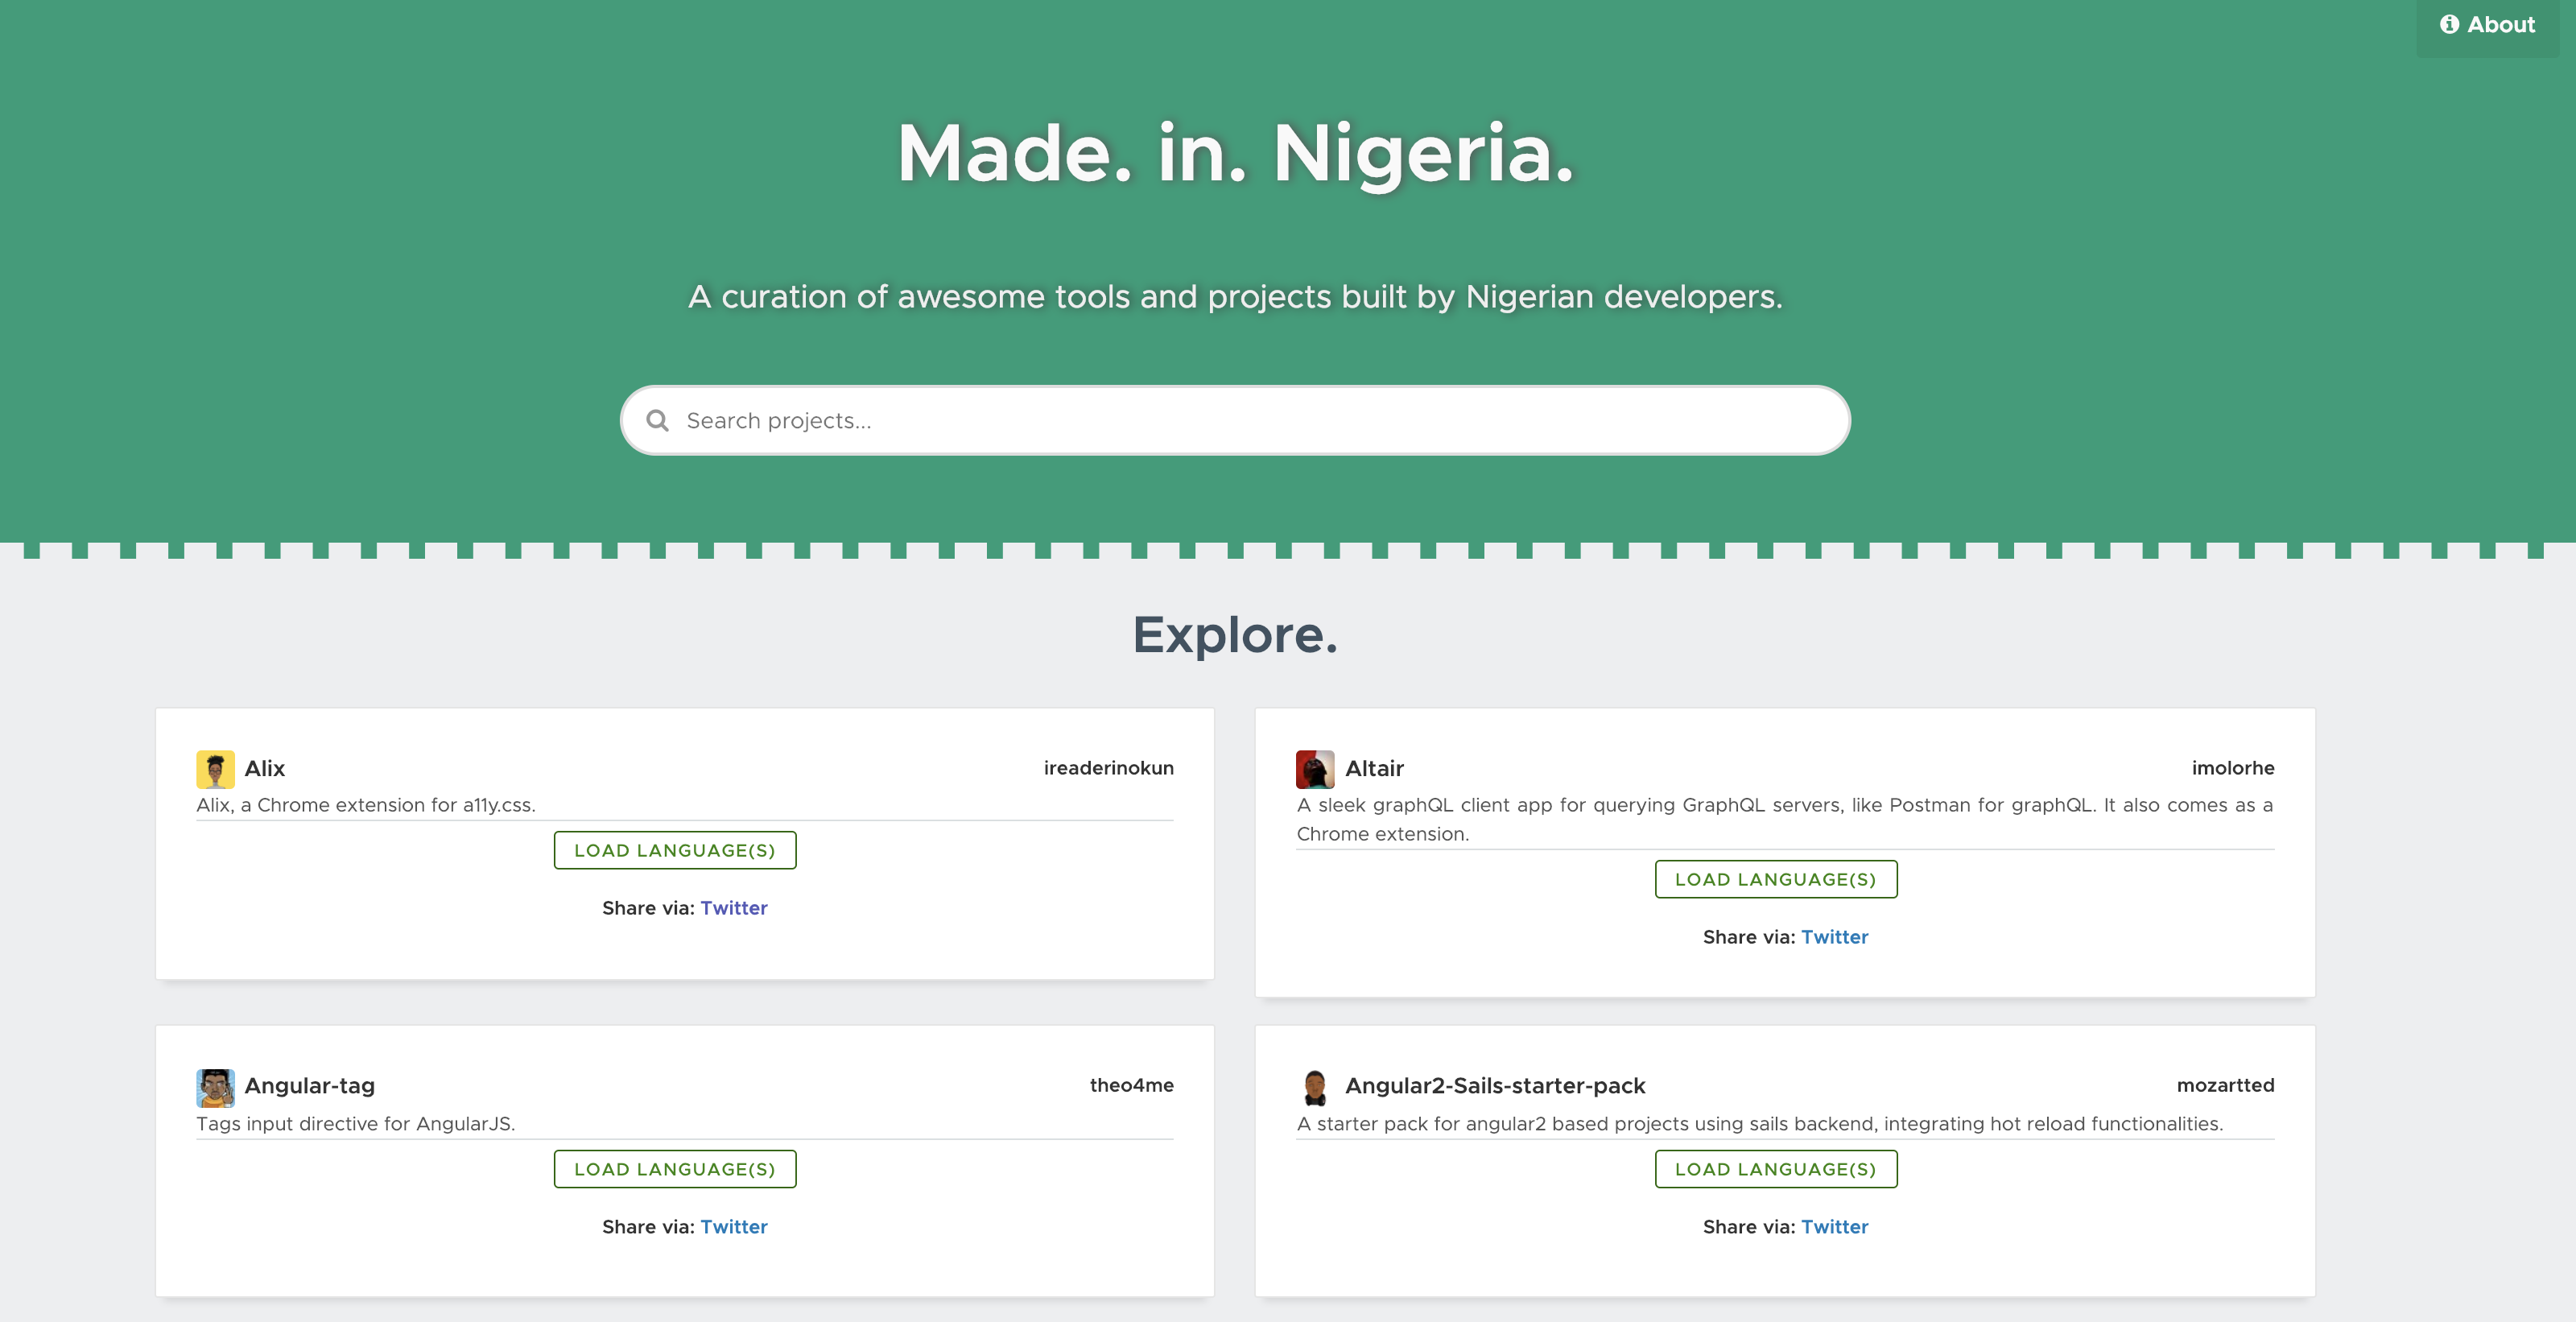 About
Made. in. Nigeria.
A curation of awesome tools and projects built by Nigerian developers.
Search projects...
Explore.
Alix
ireaderinokun
Alix, a Chrome extension for a11y.css.
LOAD LANGUAGE(S)
Share via: Twitter
Altair
imolorhe
A sleek graphQL client app for querying GraphQL servers, like Postman for graphQL. It also comes as a
Chrome extension.
LOAD LANGUAGE(S)
Share via: Twitter
Angular-tag
theo4me
Tags input directive for AngularJS.
LOAD LANGUAGE(S)
Share via: Twitter
Angular2-Sails-starter-pack
mozartted
A starter pack for angular2 based projects using sails backend, integrating hot reload functionalities.
LOAD LANGUAGE(S)
Share via: Twitter